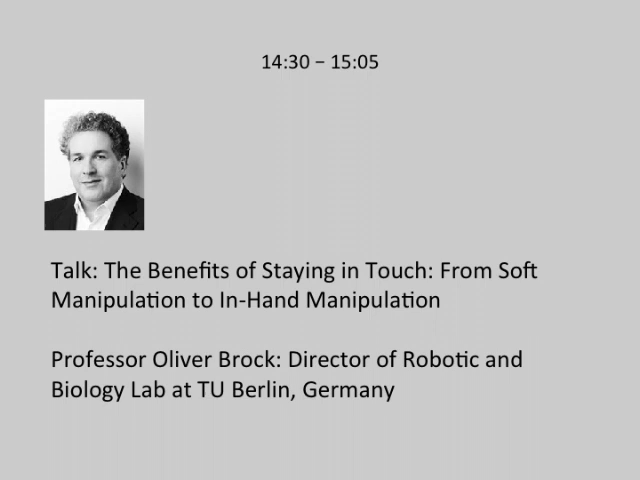 14:30 – 15:05
Talk: The Benefits of Staying in Touch: From Soft
Manipulation to In-Hand Manipulation
Professor Oliver Brock: Director of Robotic and
Biology Lab at TU Berlin, Germany